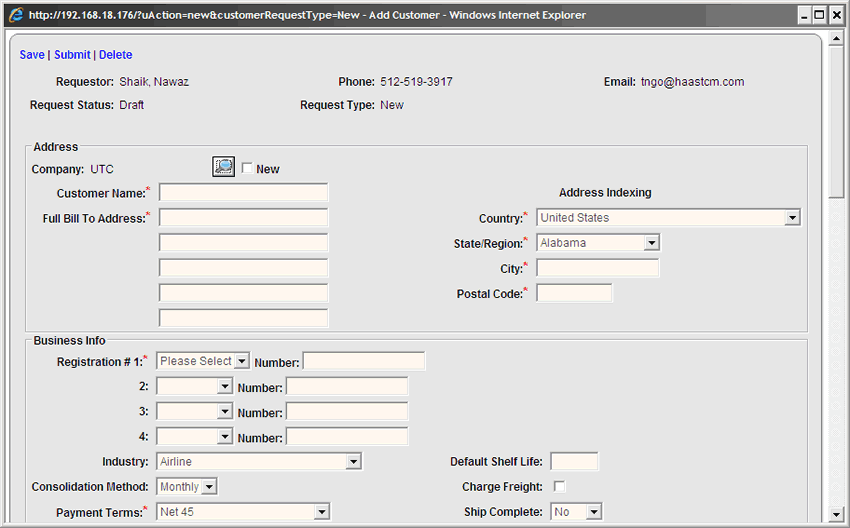 http://192.168.18.176/?uAction=new&customerRequestType=New - Add Customer - Windows Internet Explorer
Save | Submit | Delete
Requestor: Shaik, Nawaz Phone: 512-519-3917 Email: tngo@haastcm.com
Request Status: Draft Request Type: New
Address
Company: UTC New
Customer Name:* Address Indexing
Full Bill To Address:* Country:* United States
State/Region:* Alabama
City:*
Postal Code:*
Business Info
Registration # 1:* Please Select Number:
2: Number:
3: Number:
4: Number:
Industry: Airline Default Shelf Life:
Consolidation Method: Monthly Charge Freight:
Payment Terms:* Net 45 Ship Complete: No